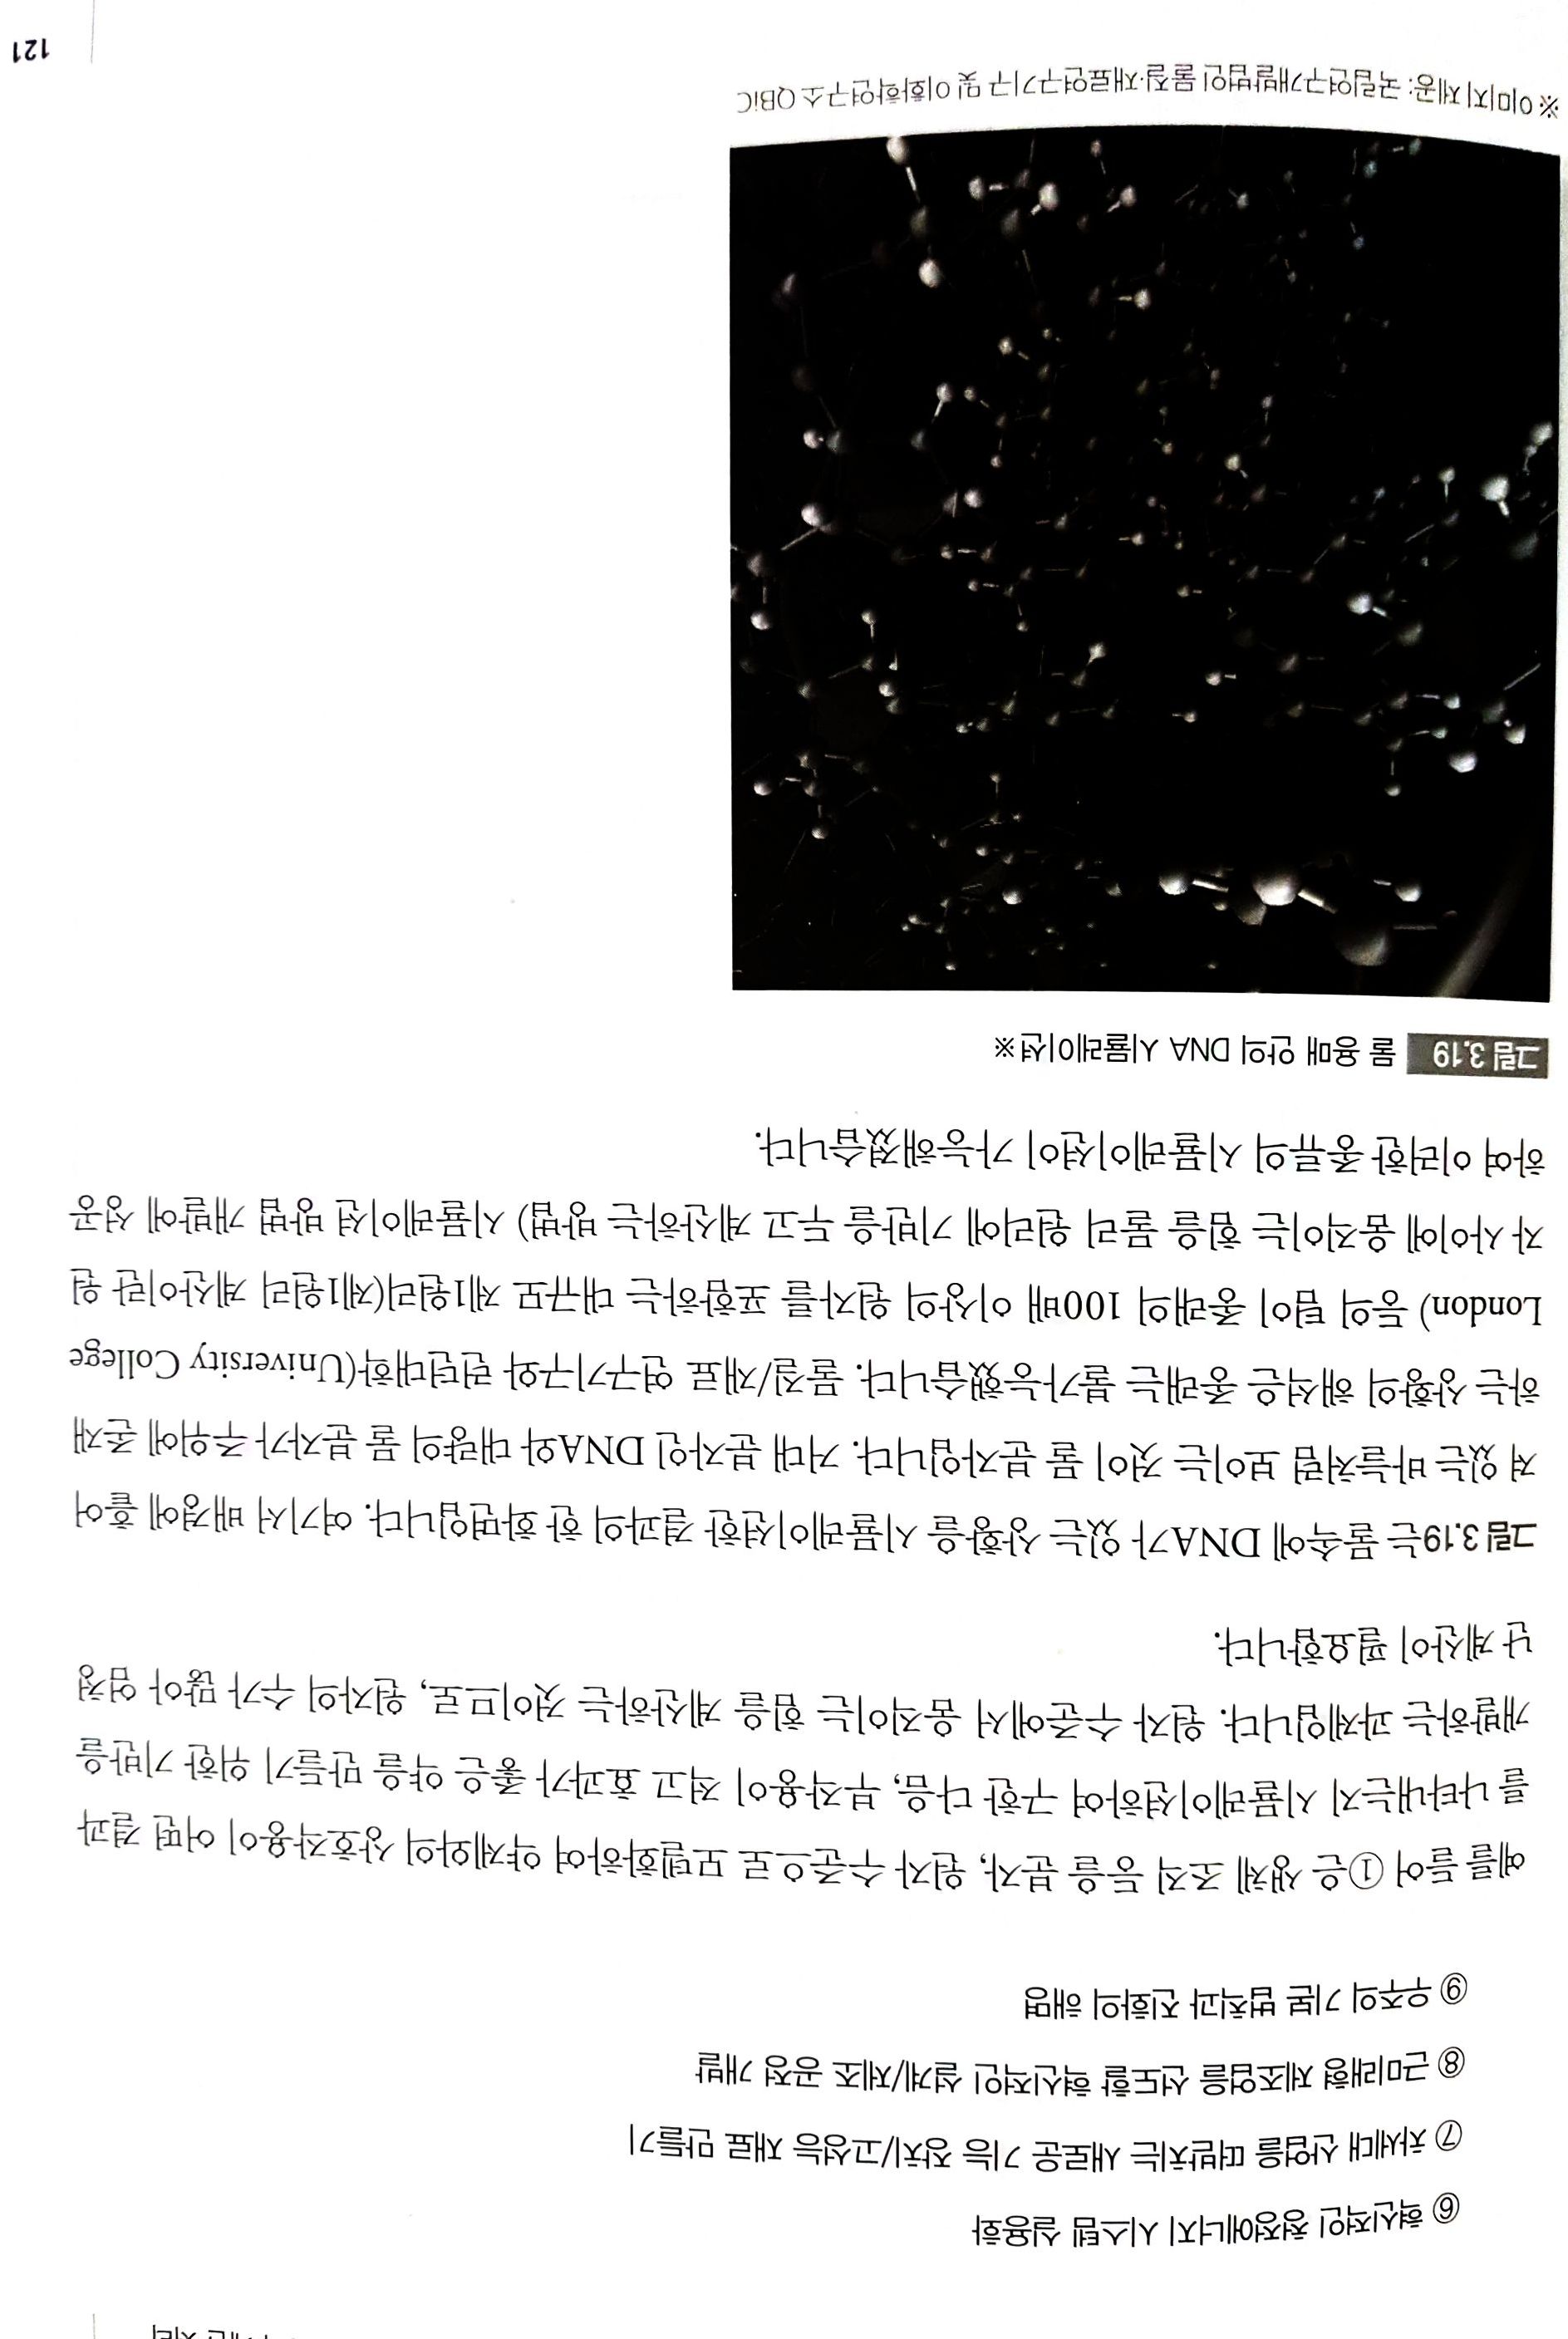 ⑥ 혁신적인 청정에너지 시스템 실용화
⑦ 차세대 산업을 떠받치는 새로운 기능 장치/고성능 재료 만들기
⑧ 근미래형 제조업을 선도할 혁신적인 설계/제조 공정 개발
⑨ 우주의 기본 법칙과 진화의 해명
예를 들어 ①은 생체 조직 등을 분자, 원자 수준으로 모델화하여 약제와의 상호작용이 어떤 결과
를 나타내는지 시뮬레이션하여 구한 다음, 부작용이 적고 효과가 좋은 약을 만들기 위한 기반을
개발하는 과제입니다. 원자 수준에서 움직이는 힘을 계산하는 것이므로, 원자의 수가 많아 엄청
난 계산이 필요합니다.
그림 3.19는 물속에 DNA가 있는 상황을 시뮬레이션한 결과의 한 화면입니다. 여기서 배경에 흩어
져 있는 바늘처럼 보이는 것이 물 분자입니다. 거대 분자인 DNA와 대량의 물 분자가 주위에 존재
하는 상황의 해석은 종래는 불가능했습니다. 물질/재료 연구기구와 런던대학(University College
London) 등의 팀이 종래의 100배 이상의 원자를 포함하는 대규모 제1원리(제1원리 계산이란 원
자 사이에 움직이는 힘을 물리 원리에 기반을 두고 계산하는 방법) 시뮬레이션 방법 개발에 성공
하여 이러한 종류의 시뮬레이션이 가능해졌습니다.
그림 3.19 물 용매 안의 DNA 시뮬레이션※
※ 이미지 제공: 국립연구개발법인 물질·재료연구기구 및 이화학연구소 QBiC
121